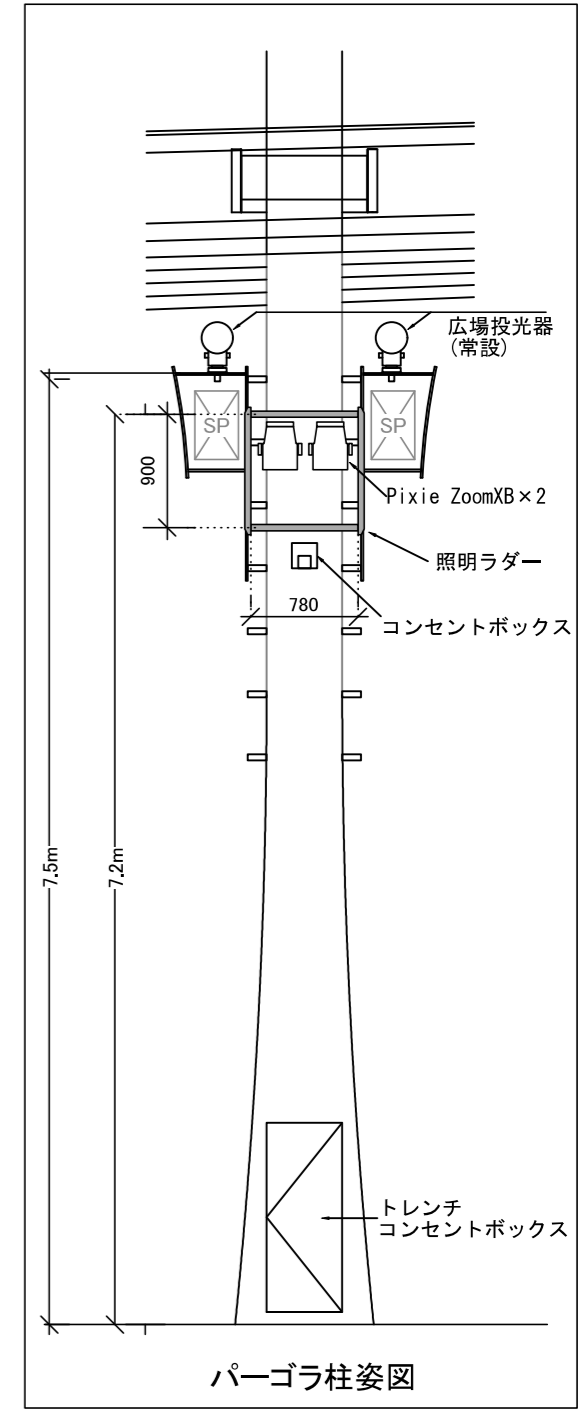 広場投光器
(常設)
SP
SP
900
Pixie ZoomXB×2
照明ラダー
780
コンセントボックス
7.5m
7.2m
トレンチ
コンセントボックス
パーゴラ柱姿図